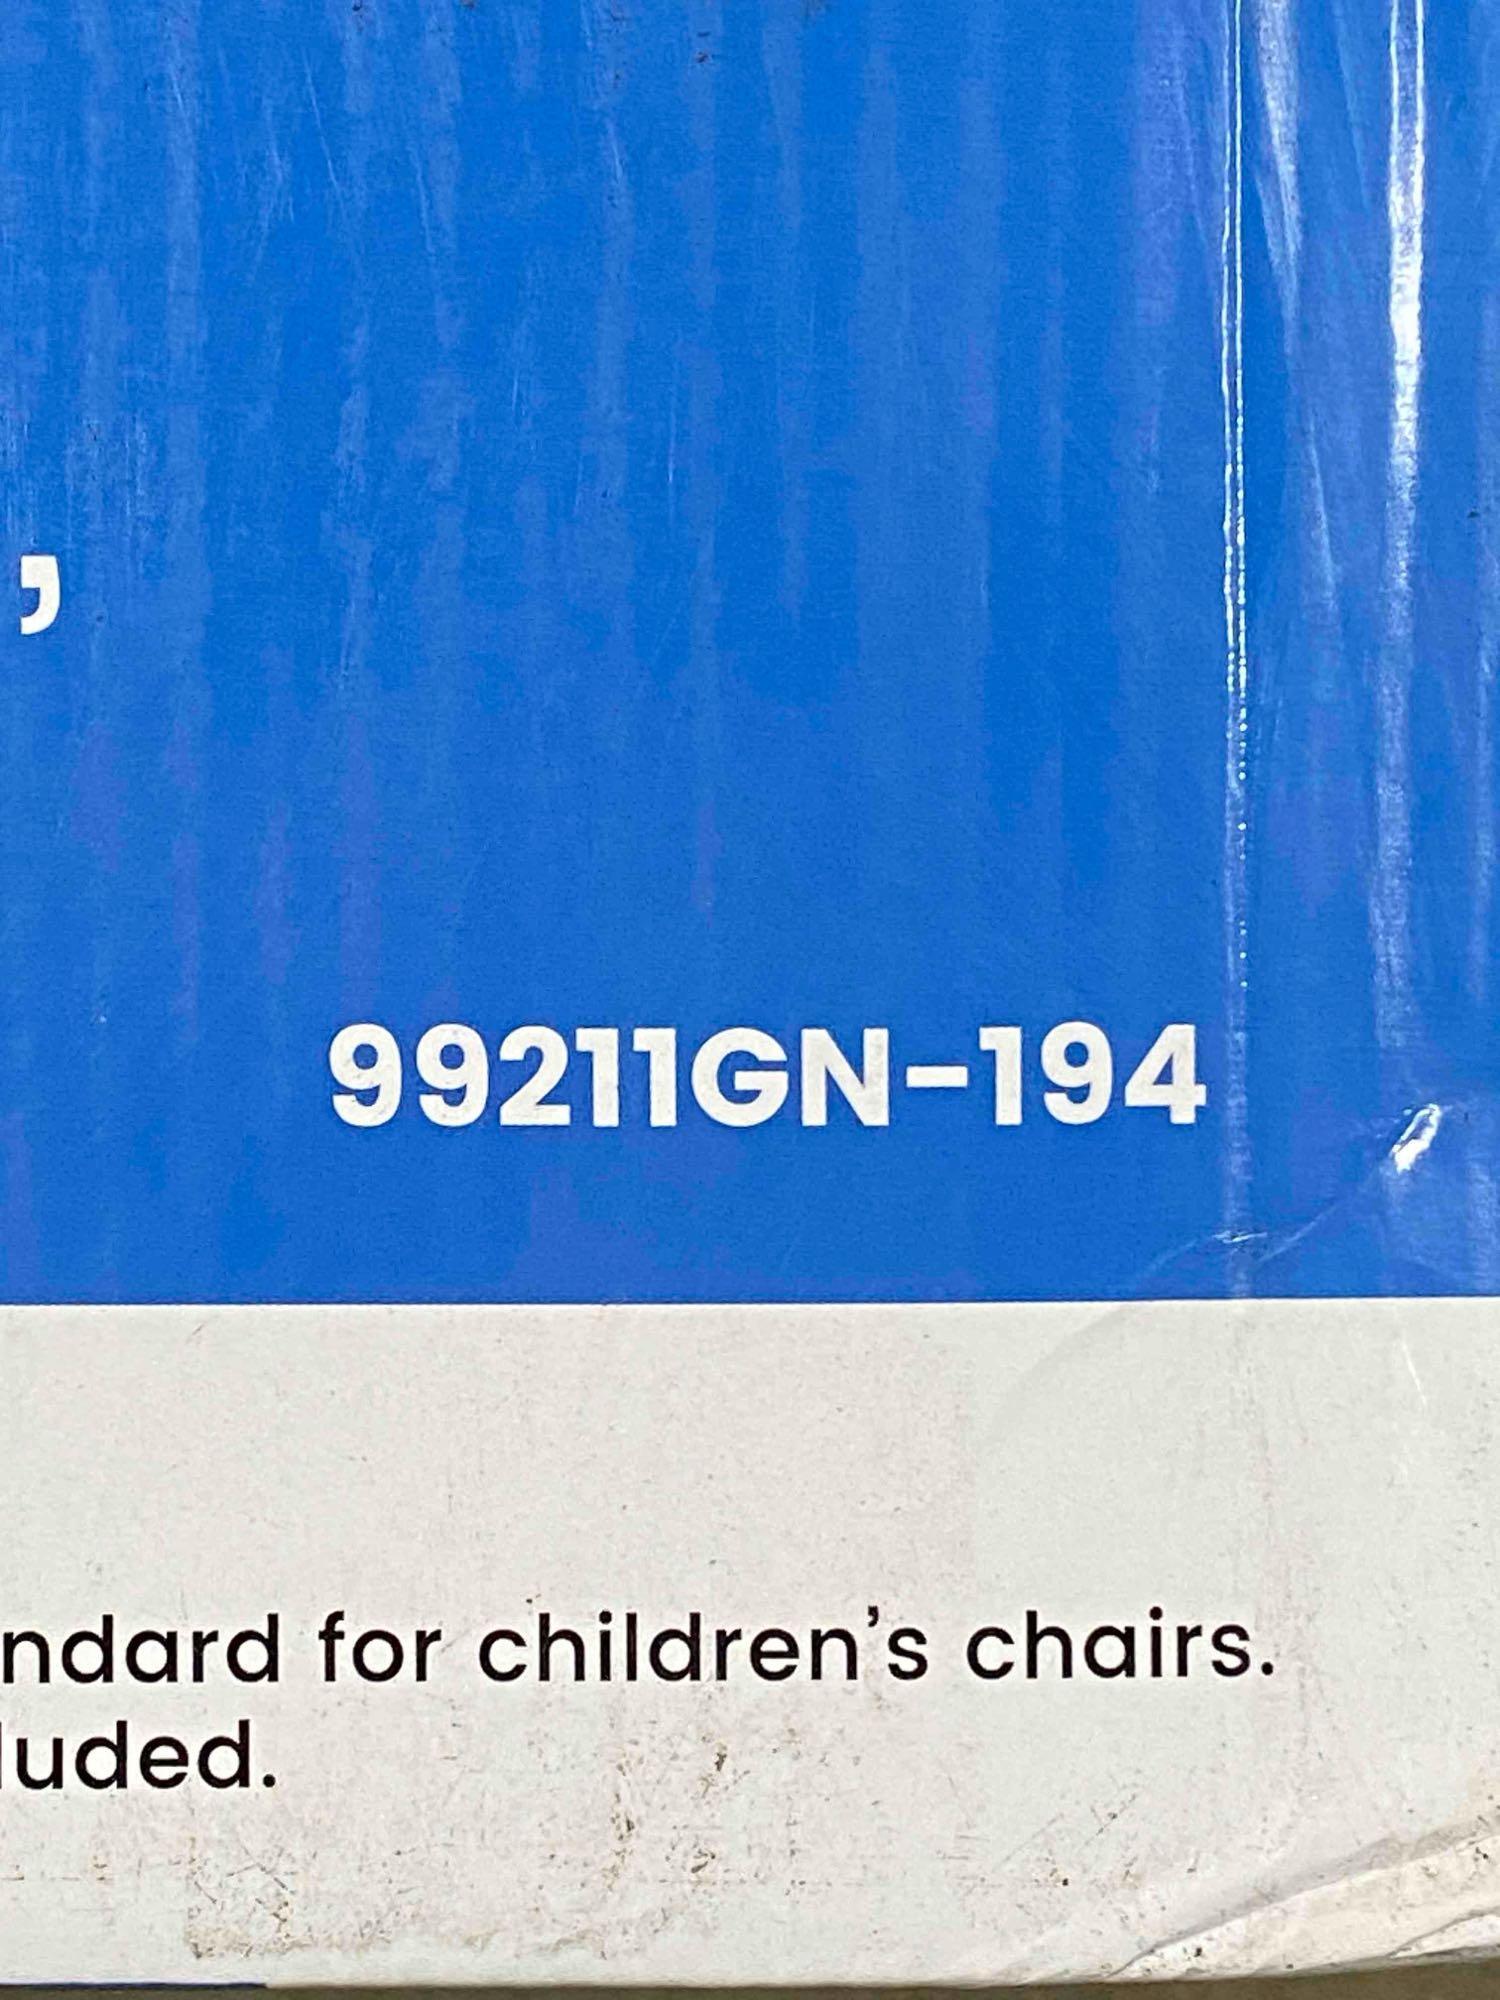 ,
99211GN-194
ndard for children's chairs.
luded.